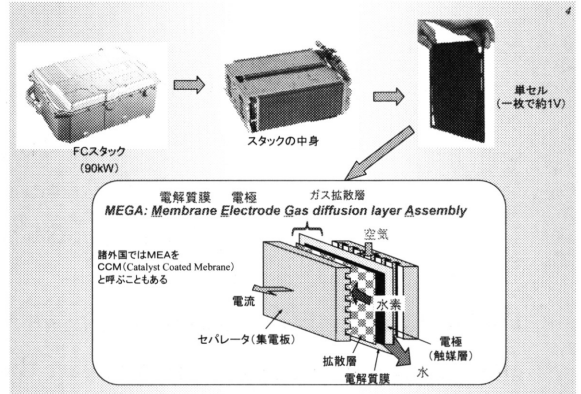 4
FCスタック
(90kW)
スタックの中身
単セル
(一枚で約1V)
電解質膜 電極 ガス拡散層
MEGA: Membrane Electrode Gas diffusion layer Assembly
諸外国ではMEAを
CCM(Catalyst Coated Mebrane)
と呼ぶこともある
空気
電流
水素
セパレータ(集電板)
拡散層
電解質膜
電極
(触媒層)
水